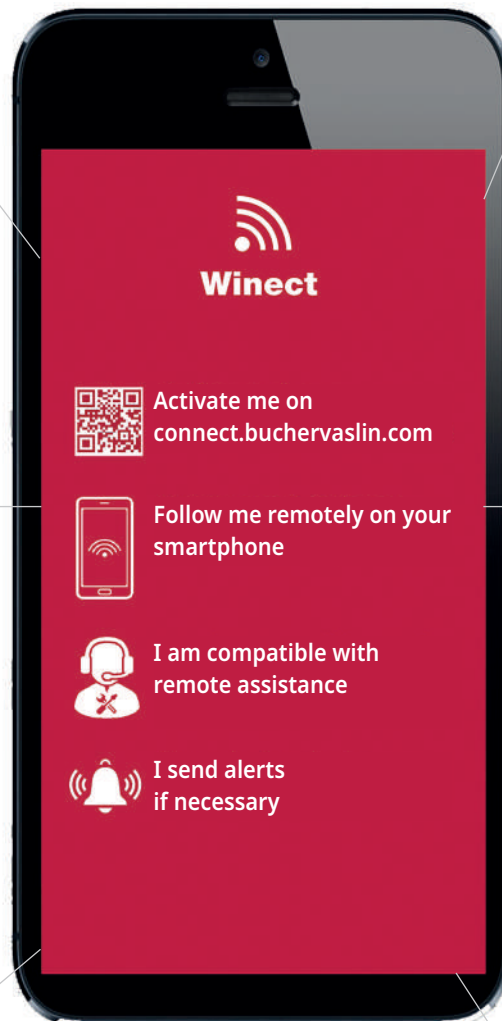 Winect
Activate me on
connect.buchervaslin.com
Follow me remotely on your
smartphone
I am compatible with
remote assistance
I send alerts
if necessary